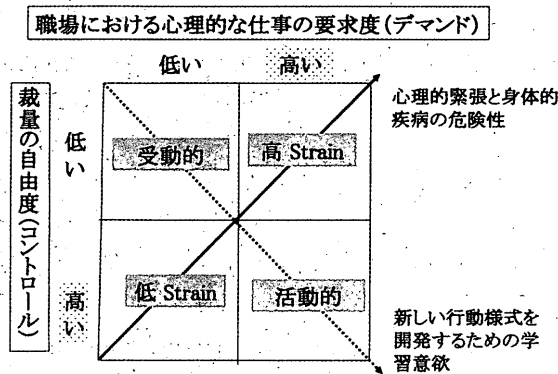 職場における心理的な仕事の要求度(デマンド)
低い
高い
裁量の自由度(コントロール)
低い
高い
受動的
高 Strain
低 Strain
活動的
心理的緊張と身体的
疾病の危険性
新しい行動様式を
開発するための学
習意欲